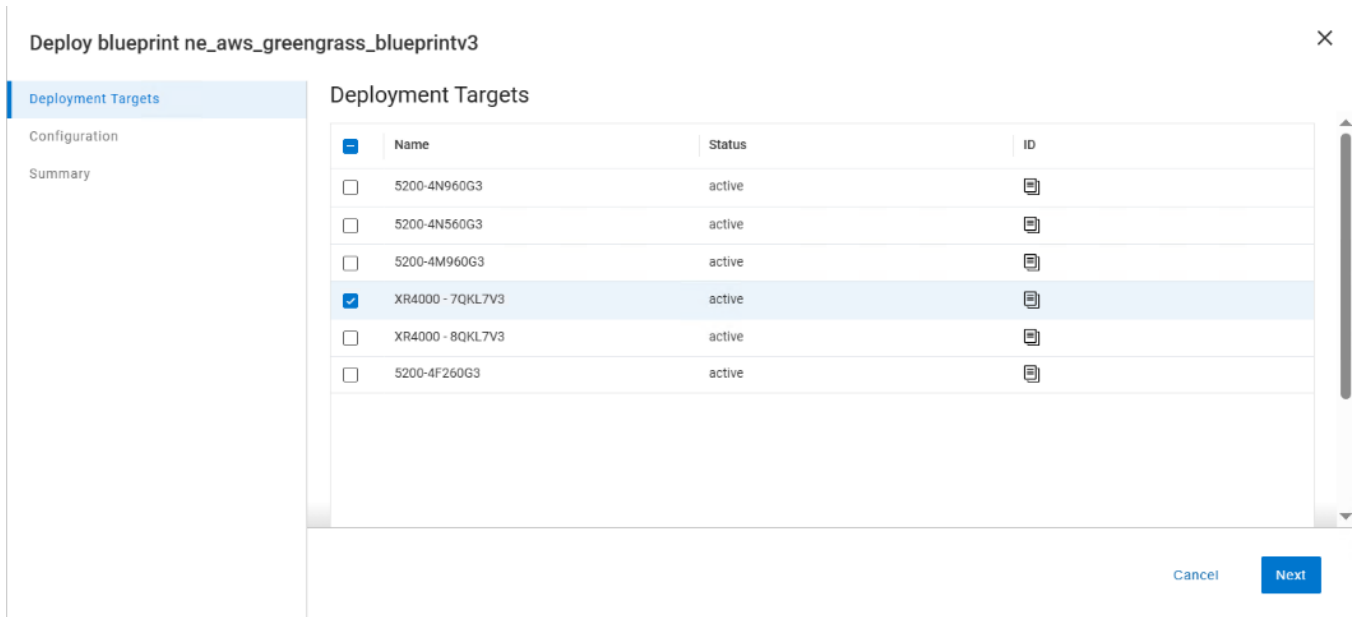 Deploy blueprint ne_aws_greengrass_blueprintv3
Deployment Targets
Configuration
Summary
Deployment Targets
Name Status ID
5200-4N960G3 active
5200-4N560G3 active
5200-4M960G3 active
XR4000 - 7QKL7V3 active
XR4000 - 8QKL7V3 active
5200-4F260G3 active
Cancel Next